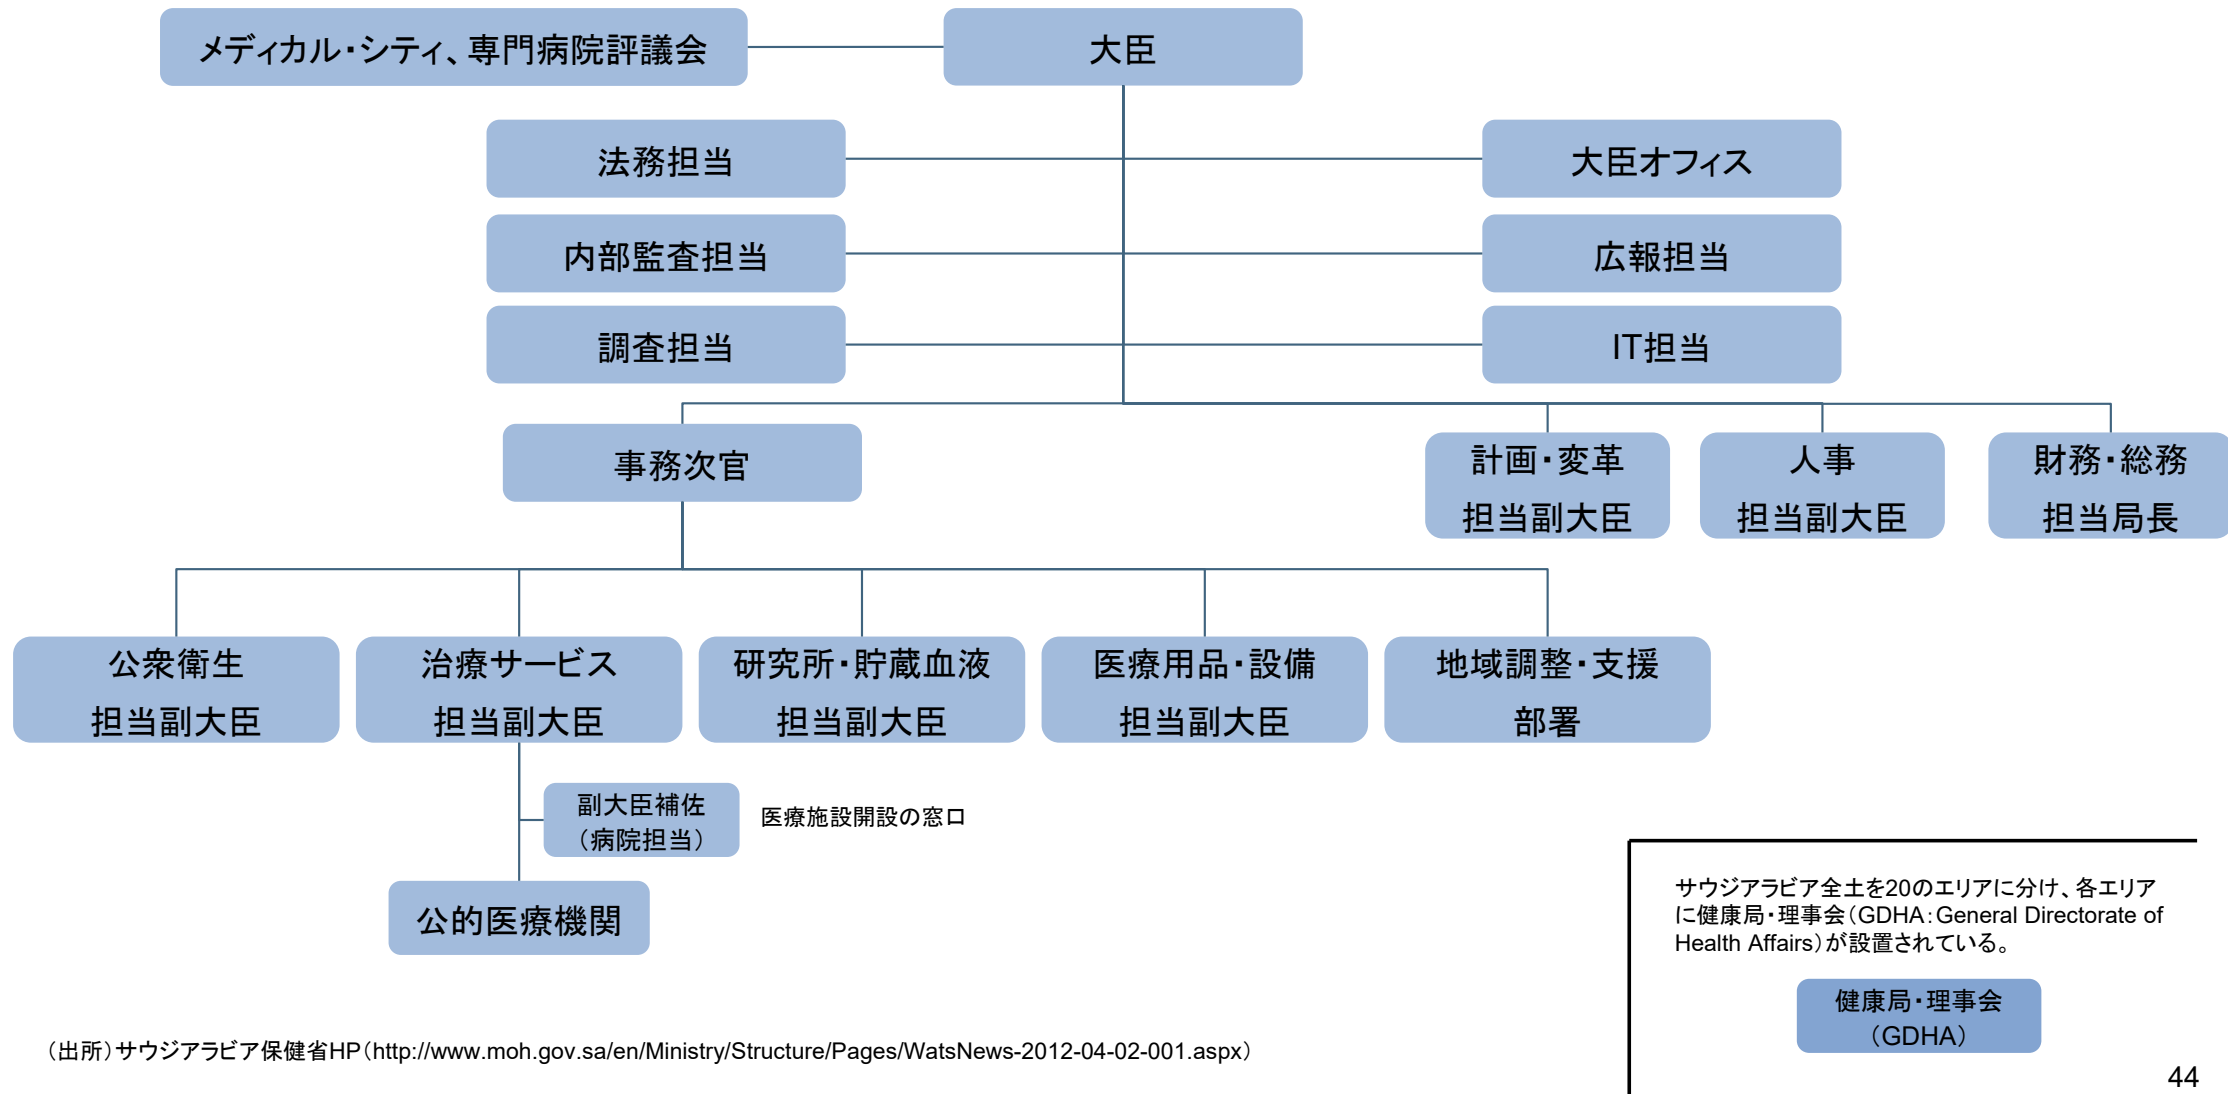 メディカル・シティ、専門病院評議会
大臣
法務担当
大臣オフィス
内部監査担当
広報担当
調査担当
IT担当
事務次官
計画・変革
担当副大臣
人事
担当副大臣
財務・総務
担当局長
公衆衛生
担当副大臣
治療サービス
担当副大臣
研究所・貯蔵血液
担当副大臣
医療用品・設備
担当副大臣
地域調整・支援
部署
副大臣補佐
（病院担当）
医療施設開設の窓口
公的医療機関
サウジアラビア全土を20のエリアに分け、各エリア
に健康局・理事会（GDHA：General Directorate of
Health Affairs）が設置されている。
健康局・理事会
（GDHA）
（出所）サウジアラビア保健省HP（http://www.moh.gov.sa/en/Ministry/Structure/Pages/WatsNews-2012-04-02-001.aspx）
44